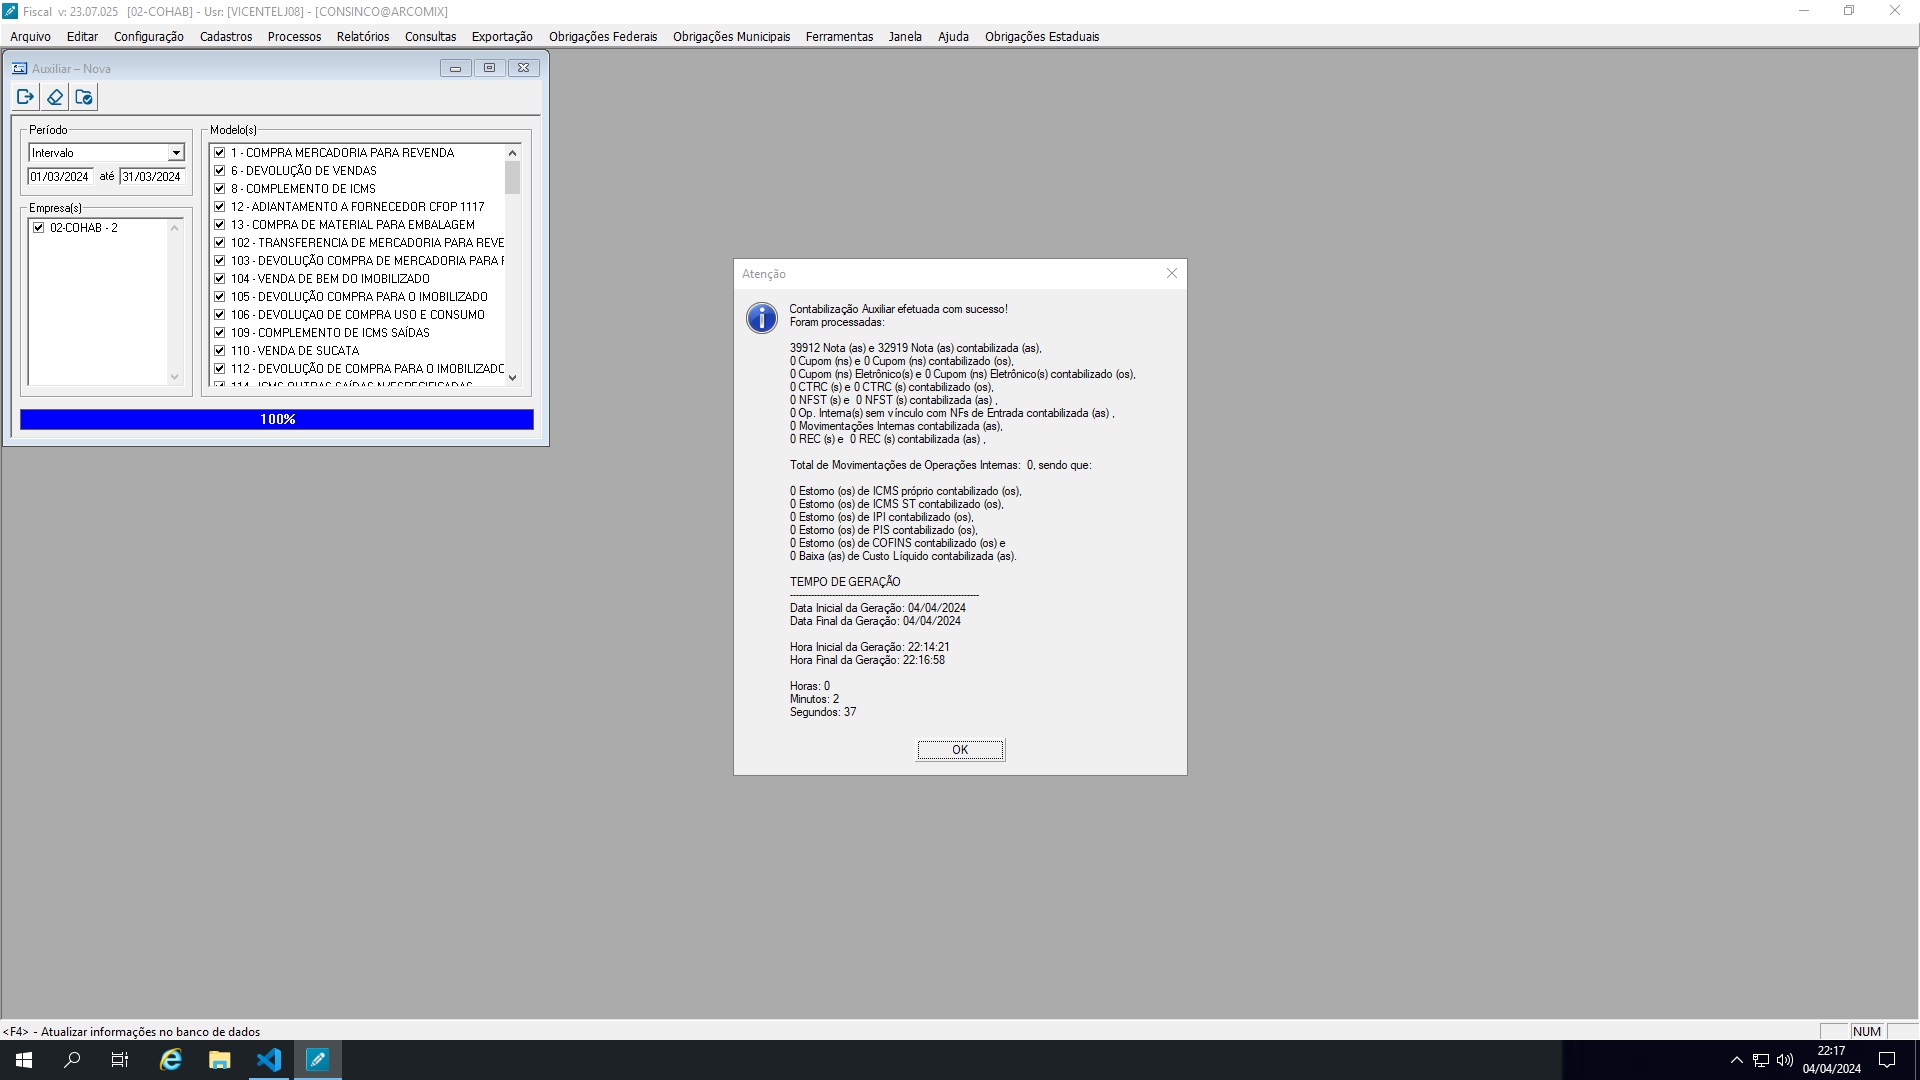 Fiscal v: 23.07.025 [02-COHAB] - Usr: [VICENTELJ08] - [CONSINCO@ARCOMIX]
Arquivo Editar Configuração Cadastros Processos Relatórios Consultas Exportação Obrigações Federais Obrigações Municipais Ferramentas Janela Ajuda Obrigações Estaduais
Auxiliar – Nova
Período
Intervalo
01/03/2024 até 31/03/2024
Empresa(s)
02-COHAB - 2
Modelo(s)
1 - COMPRA MERCADORIA PARA REVENDA
6 - DEVOLUÇÃO DE VENDAS
8 - COMPLEMENTO DE ICMS
12 - ADIANTAMENTO A FORNECEDOR CFOP 1117
13 - COMPRA DE MATERIAL PARA EMBALAGEM
102 - TRANSFERENCIA DE MERCADORIA PARA REVE
103 - DEVOLUÇÃO COMPRA DE MERCADORIA PARA F
104 - VENDA DE BEM DO IMOBILIZADO
105 - DEVOLUÇÃO COMPRA PARA O IMOBILIZADO
106 - DEVOLUÇAO DE COMPRA USO E CONSUMO
109 - COMPLEMENTO DE ICMS SAÍDAS
110 - VENDA DE SUCATA
112 - DEVOLUÇÃO DE COMPRA PARA O IMOBILIZADO
114 - ICMS OUTRAS SAÍDAS N/ESPECIFICADAS
100%
Atenção
Contabilização Auxiliar efetuada com sucesso!
Foram processadas:
39912 Nota (as) e 32919 Nota (as) contabilizada (as),
0 Cupom (ns) e 0 Cupom (ns) contabilizado (os),
0 Cupom (ns) Eletrônico(s) e 0 Cupom (ns) Eletrônico(s) contabilizado (os),
0 CTRC (s) e 0 CTRC (s) contabilizado (os),
0 NFST (s) e 0 NFST (s) contabilizada (as) ,
0 Op. Interna(s) sem vínculo com NFs de Entrada contabilizada (as) ,
0 Movimentações Internas contabilizada (as),
0 REC (s) e 0 REC (s) contabilizada (as) ,
Total de Movimentações de Operações Internas: 0, sendo que:
0 Estorno (os) de ICMS próprio contabilizado (os),
0 Estorno (os) de ICMS ST contabilizado (os),
0 Estorno (os) de IPI contabilizado (os),
0 Estorno (os) de PIS contabilizado (os),
0 Estorno (os) de COFINS contabilizado (os) e
0 Baixa (as) de Custo Líquido contabilizada (as).
TEMPO DE GERAÇÃO
---------------------------------------------------------------
Data Inicial da Geração: 04/04/2024
Data Final da Geração: 04/04/2024
Hora Inicial da Geração: 22:14:21
Hora Final da Geração: 22:16:58
Horas: 0
Minutos: 2
Segundos: 37
OK
<F4> - Atualizar informações no banco de dados
NUM
22:17
04/04/2024